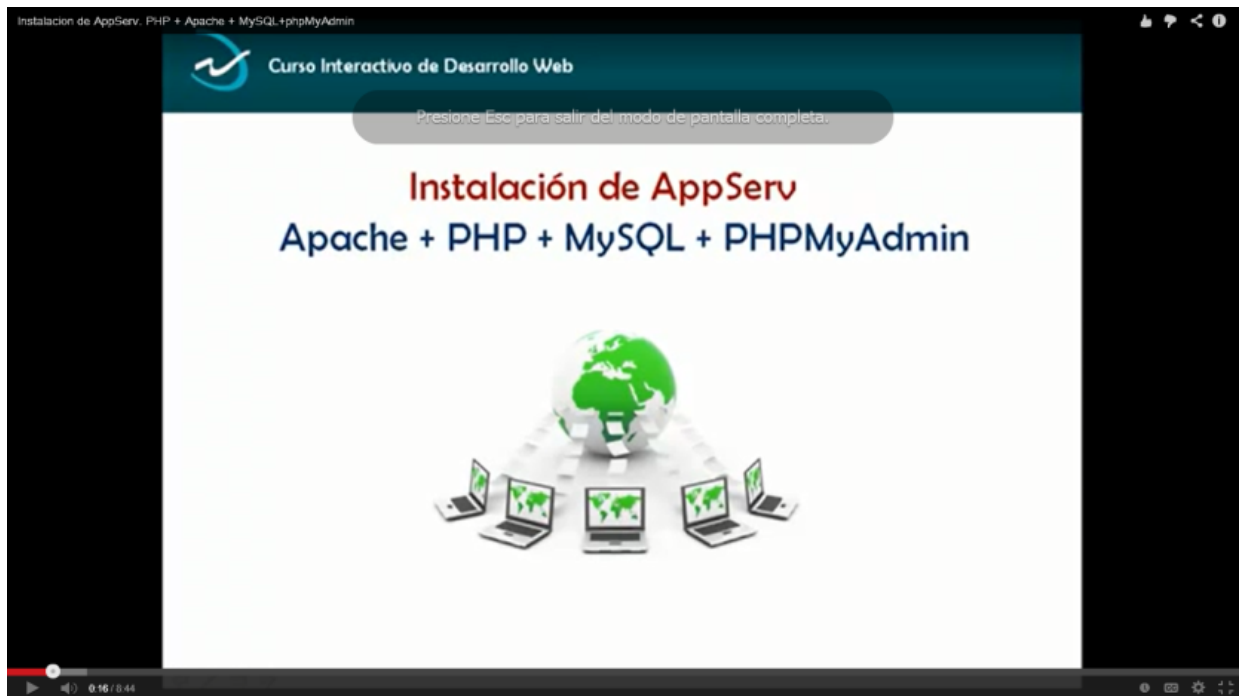 Instalacion de AppServ. PHP + Apache + MySQL+phpMyAdmin
Curso Interactivo de Desarrollo Web
Presione Esc para salir del modo de pantalla completa.
Instalación de AppServ
Apache + PHP + MySQL + PHPMyAdmin
0:16 / 8:44